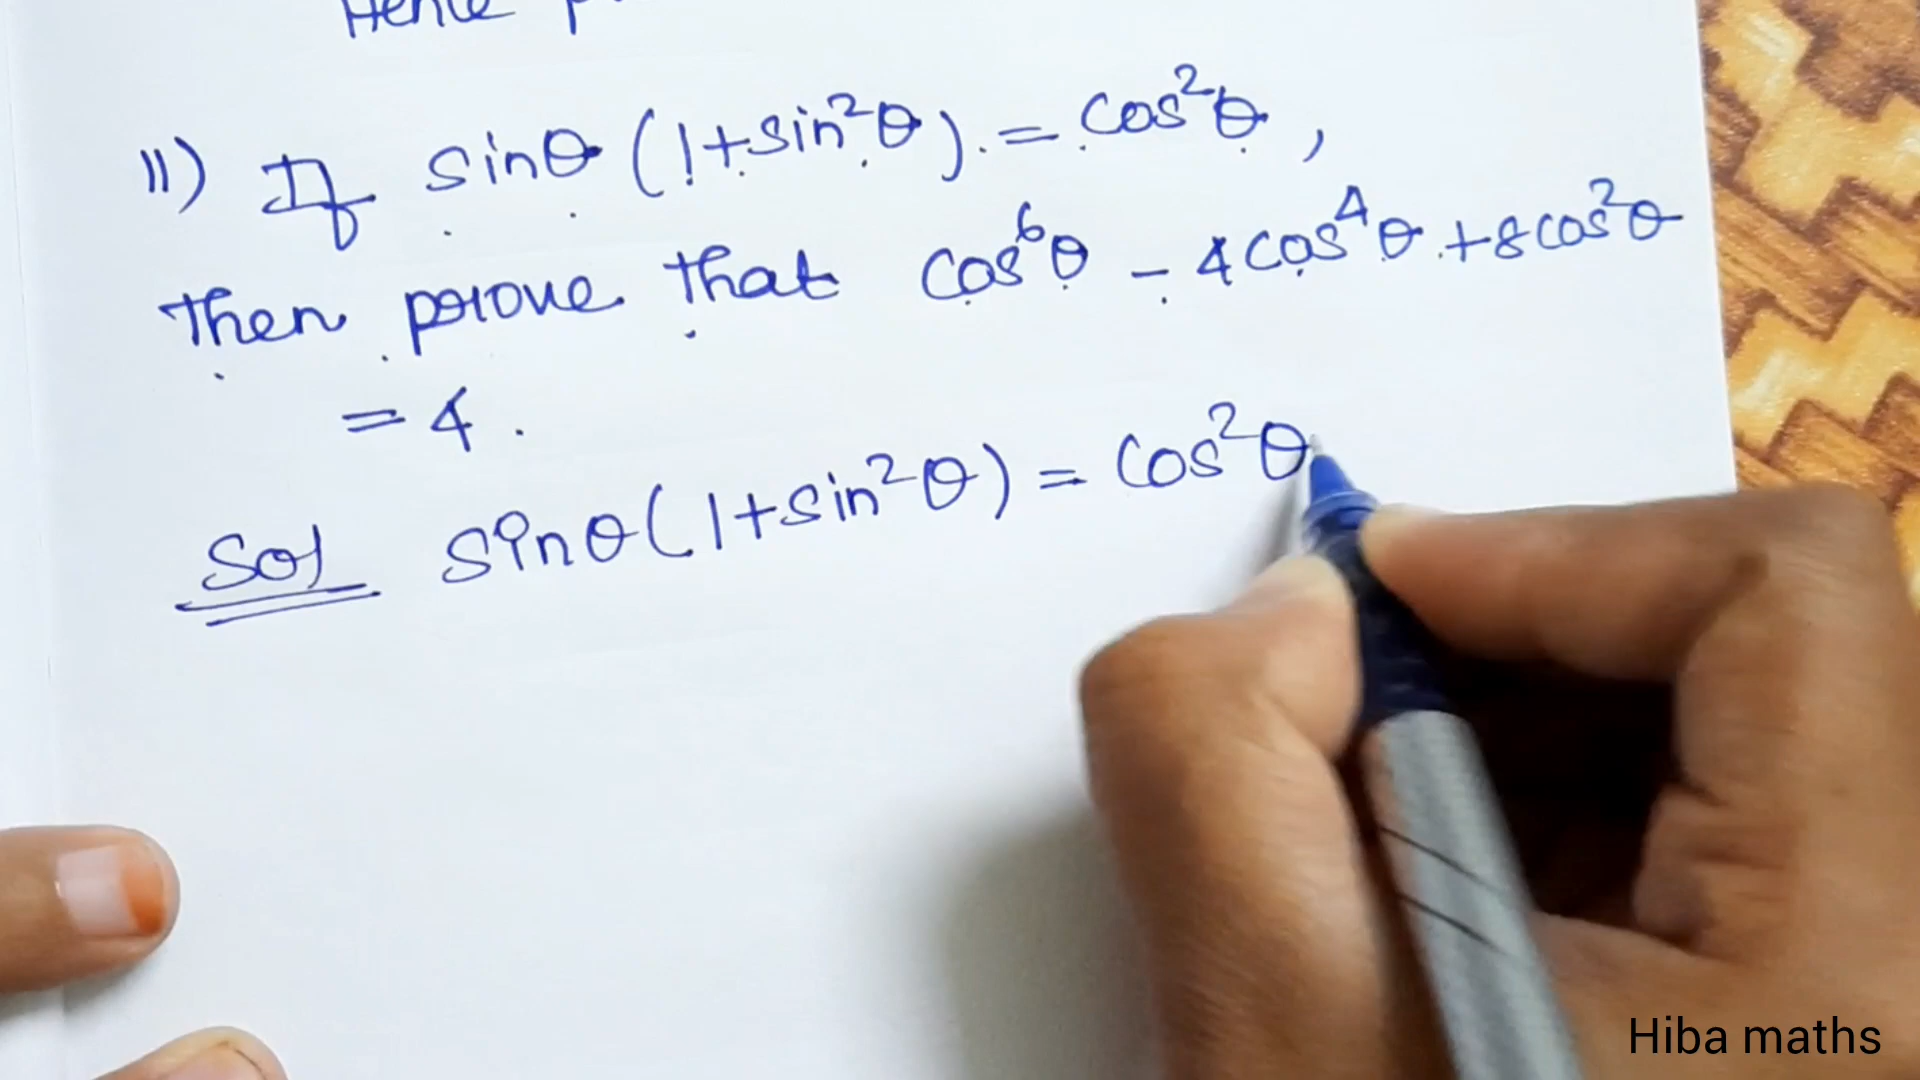 Hence
11) If sinθ (1+sin²θ) = cos²θ,
Then prove that cos⁶θ - 4cos⁴θ +8cos²θ
= 4.
Sol sinθ(1+sin²θ) = cos²θ
Hiba maths